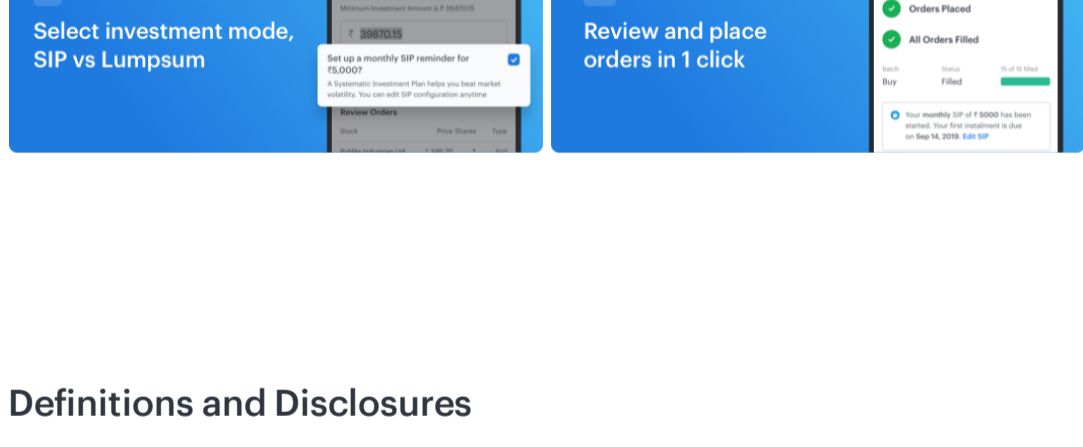 Minimum Investment Amount is ₹ 39,870.15
₹ 39870.15
Select investment mode,
SIP vs Lumpsum
Set up a monthly SIP reminder for
₹5,000?
A Systematic Investment Plan helps you beat market
volatility. You can edit SIP configuration anytime
Review Orders
Stock Price Shares Type
Review and place
orders in 1 click
Orders Placed
All Orders Filled
Batch Status 15 of 15 filled
Buy Filled
Your monthly SIP of ₹ 5000 has been
started. Your first instalment is due
on Sep 14, 2019. Edit SIP
Definitions and Disclosures